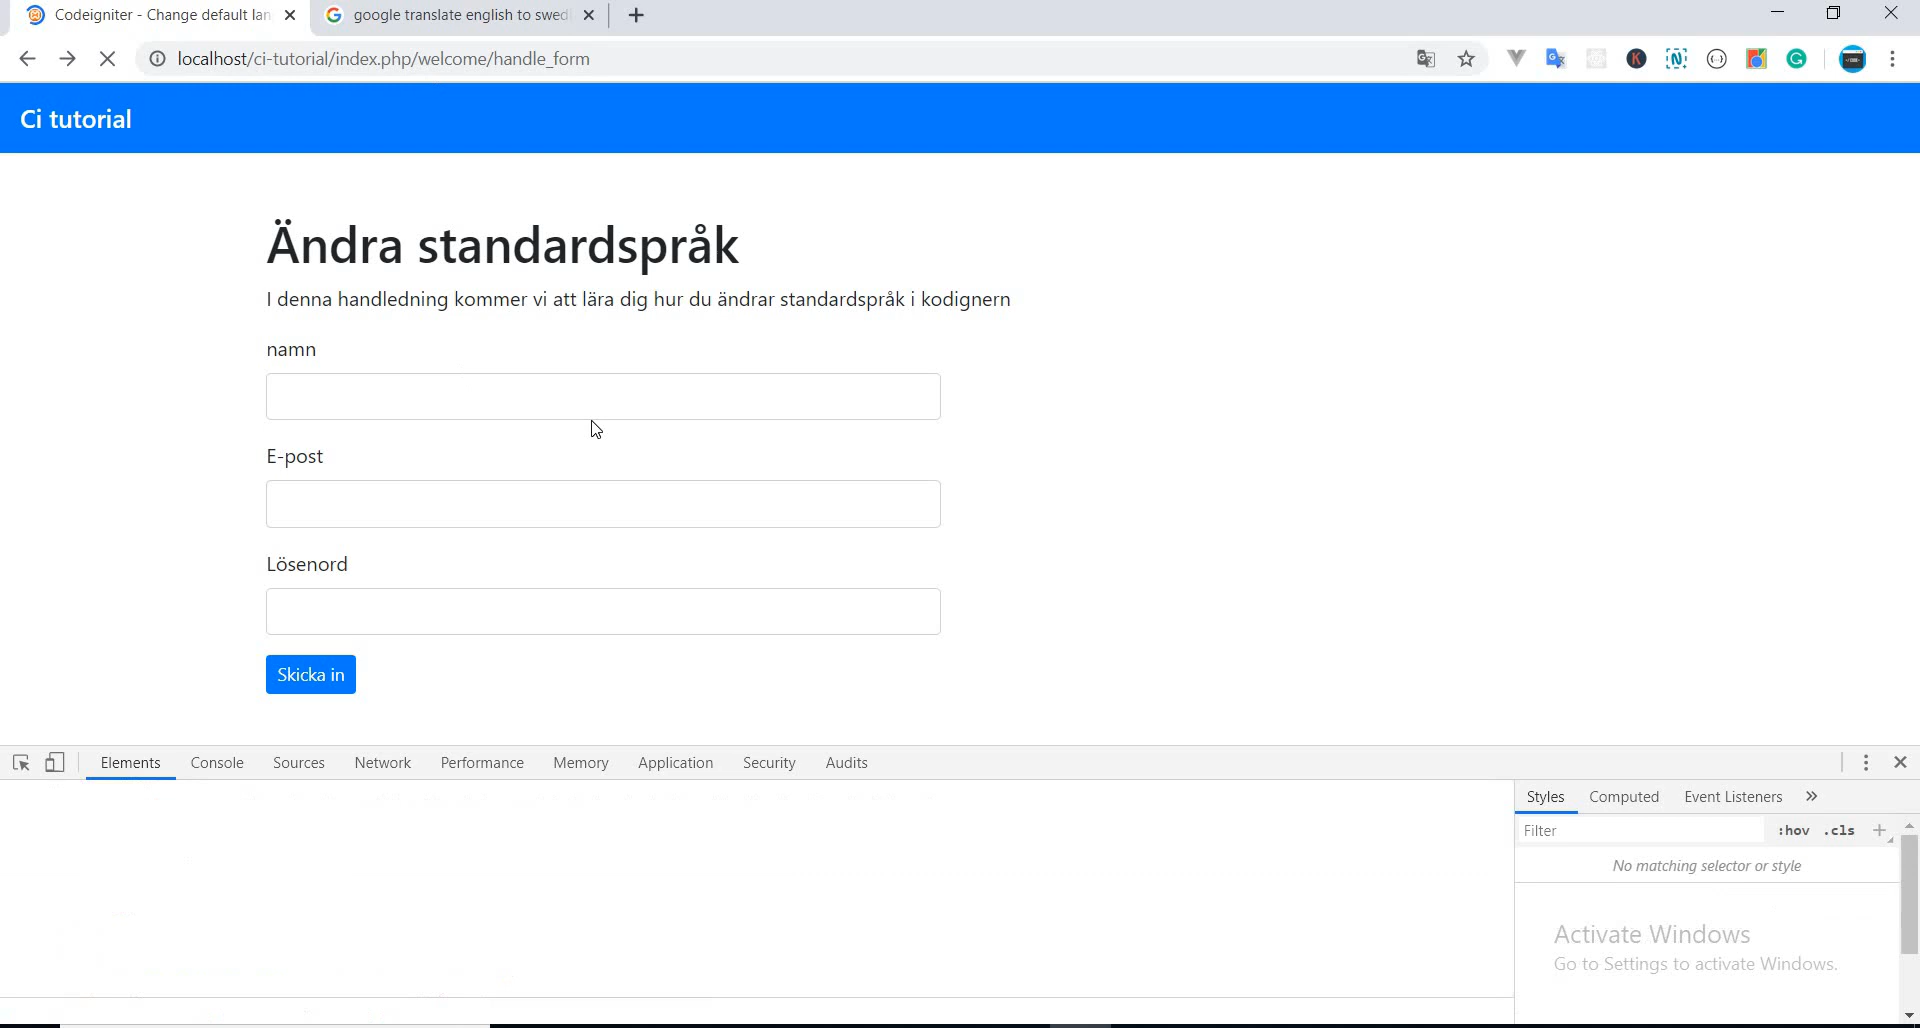 Codeigniter - Change default lan
google translate english to swed
localhost/ci-tutorial/index.php/welcome/handle_form
Ci tutorial
Ändra standardspråk
I denna handledning kommer vi att lära dig hur du ändrar standardspråk i kodignern
namn
E-post
Lösenord
Skicka in
Elements Console Sources Network Performance Memory Application Security Audits
Styles Computed Event Listeners »
Filter :hov .cls +
No matching selector or style
Activate Windows
Go to Settings to activate Windows.